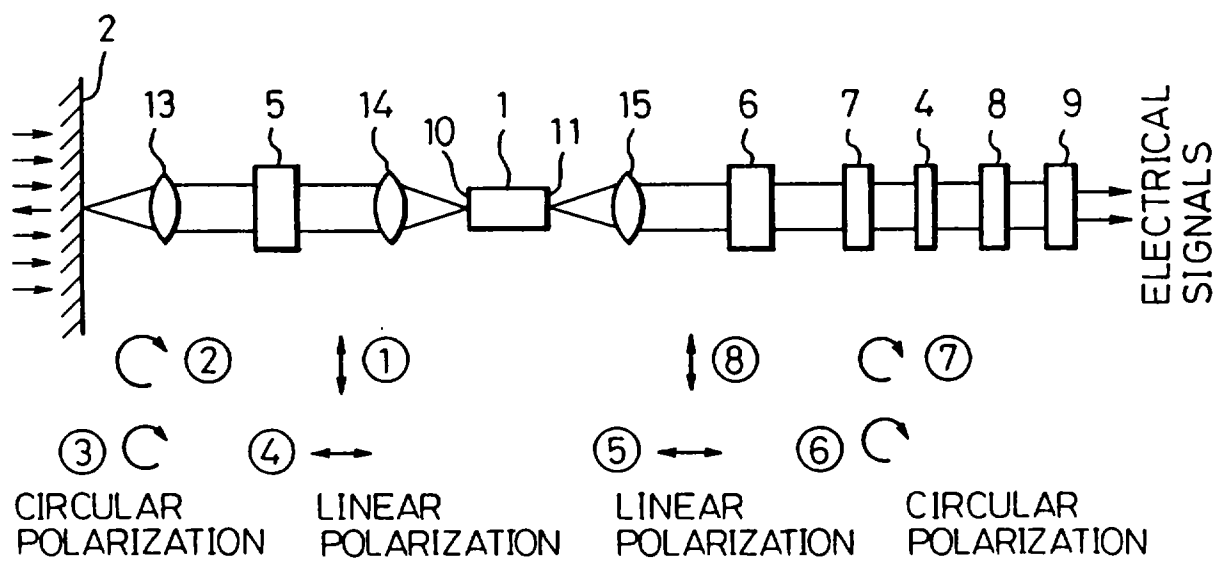 2
13
5
14
10
1
11
15
6
7
4
8
9
ELECTRICAL
SIGNALS
②
①
⑧
⑦
③
④
⑤
⑥
CIRCULAR
POLARIZATION
LINEAR
POLARIZATION
LINEAR
POLARIZATION
CIRCULAR
POLARIZATION